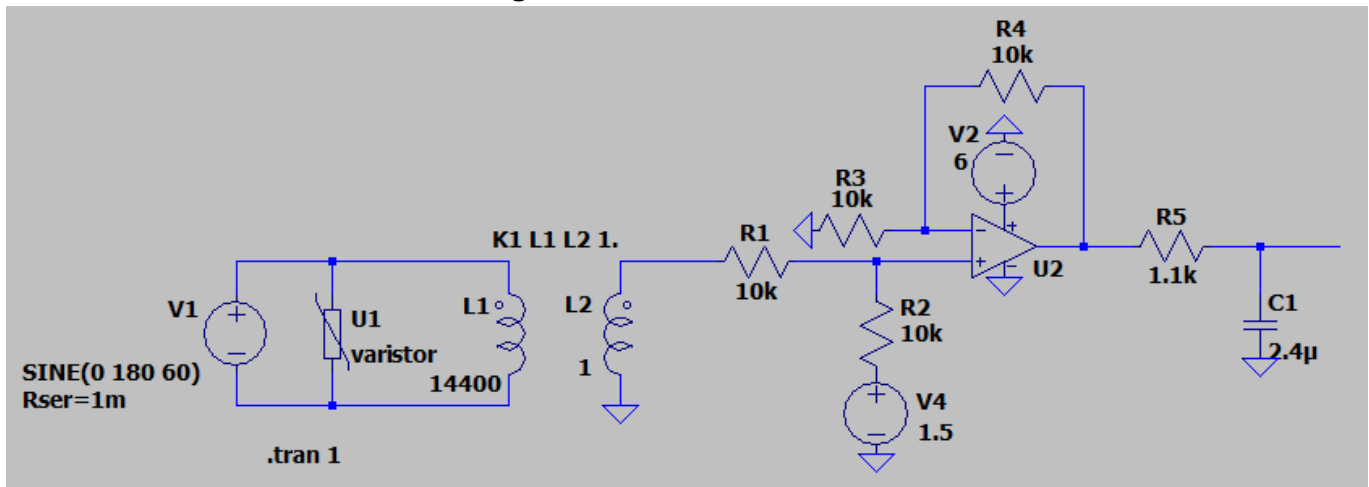 R4
10k
V2
6
R3
10k
K1 L1 L2 1.
R1
10k
R5
1.1k
U2
V1
U1
varistor
L1
14400
L2
1
R2
10k
C1
2.4µ
SINE(0 180 60)
Rser=1m
V4
1.5
.tran 1